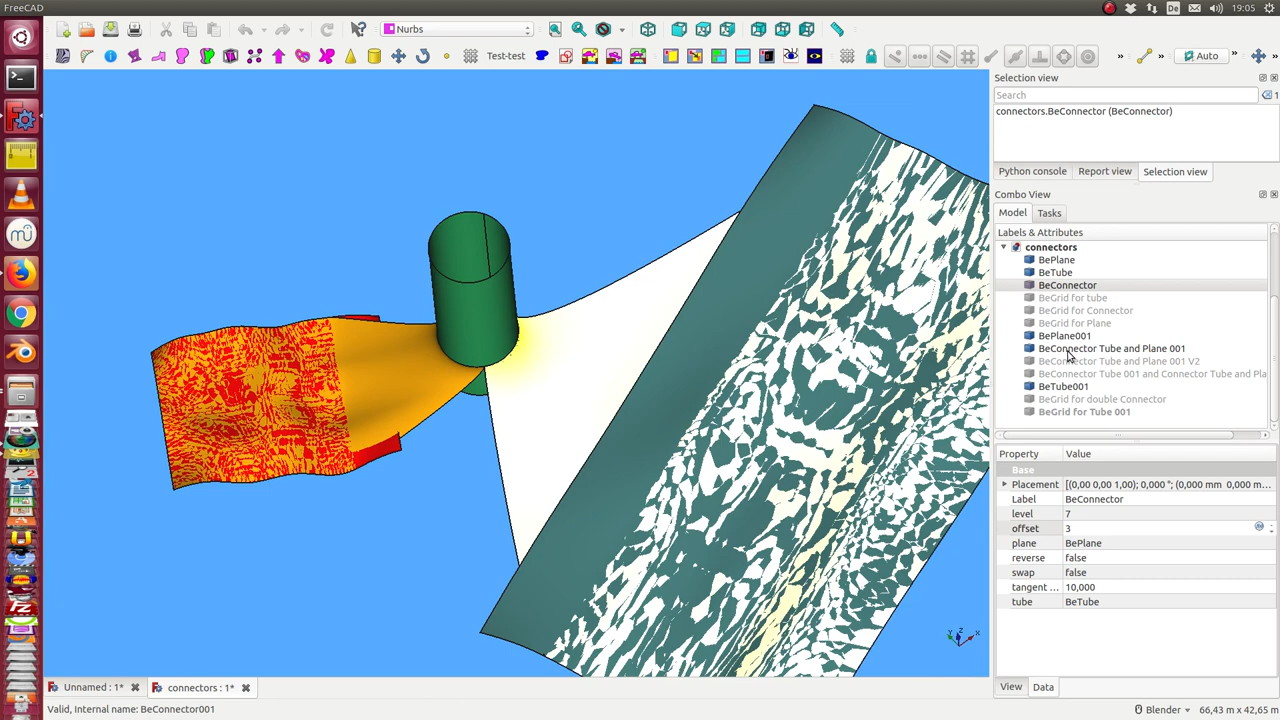 FreeCAD
De
19:05
Nurbs
Test-test
Auto
Selection view
Search
1
connectors.BeConnector (BeConnector)
Python console
Report view
Selection view
Combo View
Model
Tasks
Labels & Attributes
connectors
BePlane
BeTube
BeConnector
BeGrid for tube
BeGrid for Connector
BeGrid for Plane
BePlane001
BeConnector Tube and Plane 001
BeConnector Tube and Plane 001 V2
BeConnector Tube 001 and Connector Tube and Pla
BeTube001
BeGrid for double Connector
BeGrid for Tube 001
Property
Value
Base
Placement
[(0,00 0,00 1,00); 0,000 °; (0,000 mm 0,000 m...
Label
BeConnector
level
7
offset
3
plane
BePlane
reverse
false
swap
false
tangent ...
10,000
tube
BeTube
Z
X
Unnamed : 1*
connectors : 1*
View
Data
Valid, Internal name: BeConnector001
Blender
66,43 m x 42,65 m